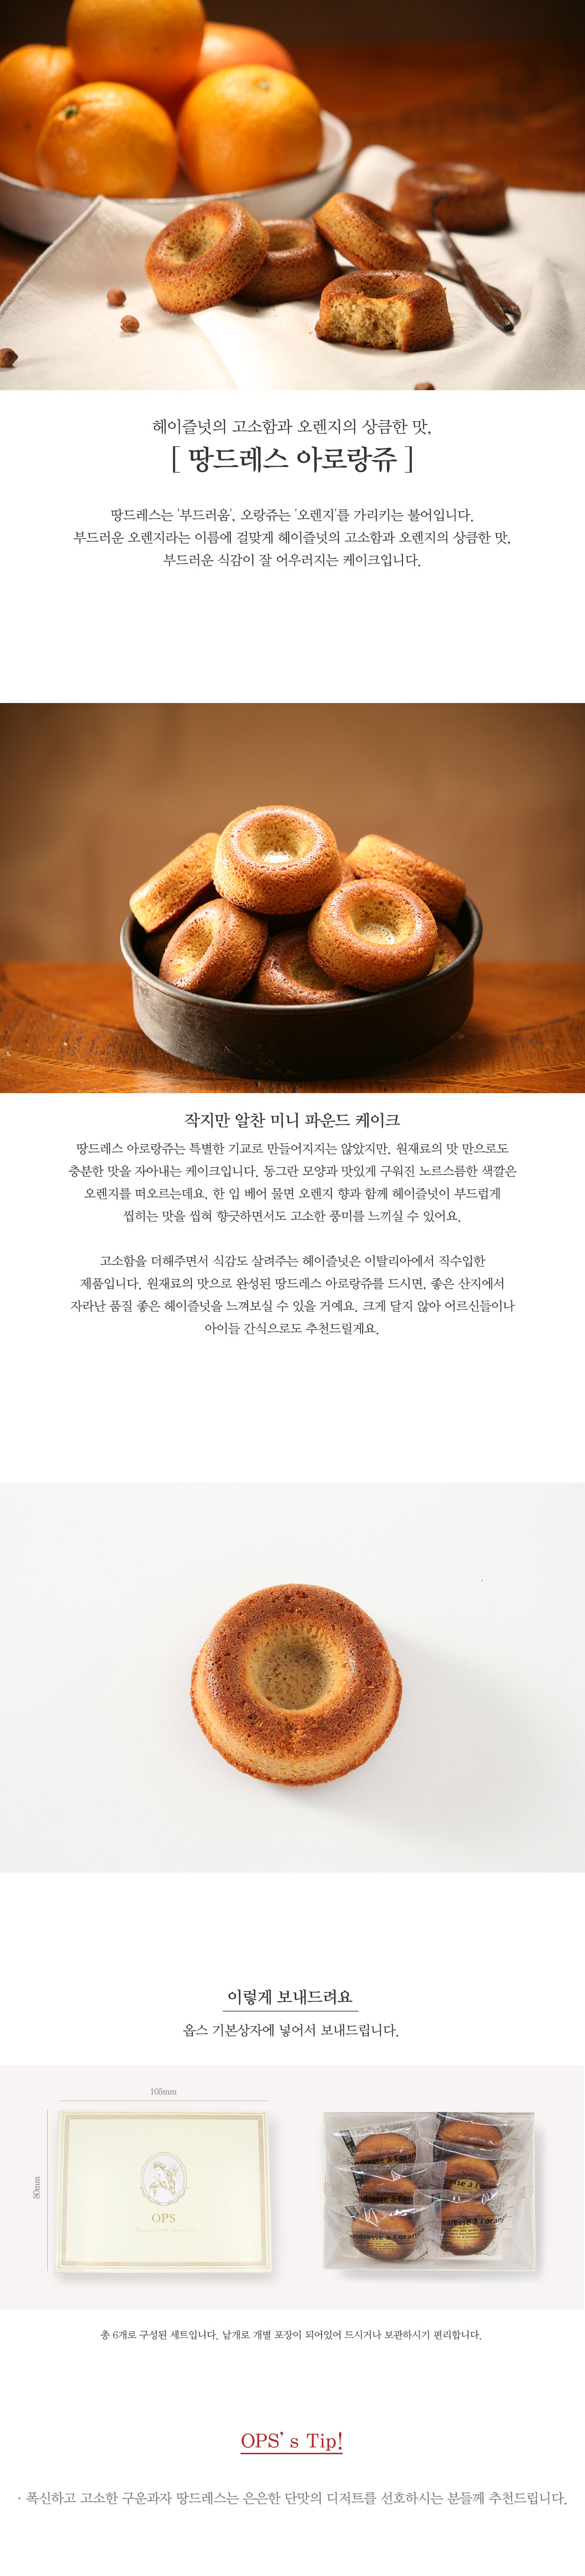 헤이즐넛의 고소함과 오렌지의 상큼한 맛,
[ 땅드레스 아로랑쥬 ]
땅드레스는 '부드러움', 오랑쥬는 '오렌지'를 가리키는 불어입니다.
부드러운 오렌지라는 이름에 걸맞게 헤이즐넛의 고소함과 오렌지의 상큼한 맛,
부드러운 식감이 잘 어우러지는 케이크입니다.
작지만 알찬 미니 파운드 케이크
땅드레스 아로랑쥬는 특별한 기교로 만들어지지는 않았지만, 원재료의 맛 만으로도
충분한 맛을 자아내는 케이크입니다. 동그란 모양과 맛있게 구워진 노르스름한 색깔은
오렌지를 떠오르는데요, 한 입 베어 물면 오렌지 향과 함께 헤이즐넛이 부드럽게
씹히는 맛을 씹혀 향긋하면서도 고소한 풍미를 느끼실 수 있어요.
고소함을 더해주면서 식감도 살려주는 헤이즐넛은 이탈리아에서 직수입한
제품입니다. 원재료의 맛으로 완성된 땅드레스 아로랑쥬를 드시면, 좋은 산지에서
자라난 품질 좋은 헤이즐넛을 느껴보실 수 있을 거예요. 크게 달지 않아 어르신들이나
아이들 간식으로도 추천드릴게요.
이렇게 보내드려요
옵스 기본상자에 넣어서 보내드립니다.
105mm
80mm
OPS
총 6개로 구성된 세트입니다. 낱개로 개별 포장이 되어있어 드시거나 보관하시기 편리합니다.
OPS's Tip!
· 폭신하고 고소한 구운과자 땅드레스는 은은한 단맛의 디저트를 선호하시는 분들께 추천드립니다.